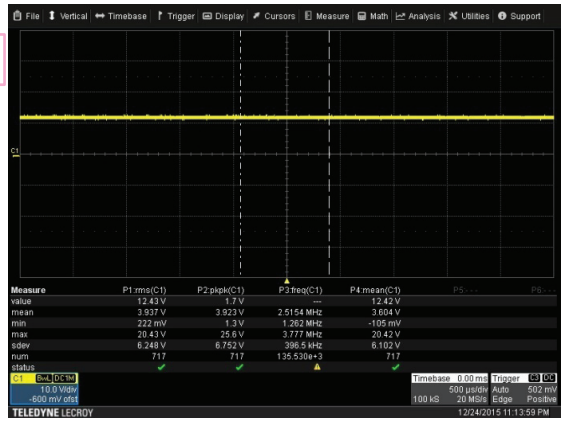 File Vertical Timebase Trigger Display Cursors Measure Math Analysis Utilities Support
C1
Measure P1:rms(C1) P2:pkpk(C1) P3:freq(C1) P4:mean(C1) P5:- - - P6:- - -
value 12.43 V 1.7 V --- 12.42 V
mean 3.937 V 3.923 V 2.5154 MHz 3.604 V
min 222 mV 1.3 V 1.262 MHz -105 mV
max 20.43 V 25.6 V 3.777 MHz 20.42 V
sdev 6.248 V 6.752 V 396.5 kHz 6.102 V
num 717 717 135.530e+3 717
status
C1 BwL DC1M Timebase 0.00 ms Trigger C3 DC
10.0 V/div 500 µs/div Auto 502 mV
-600 mV ofst 100 kS 20 MS/s Edge Positive
TELEDYNE LECROY 12/24/2015 11:13:59 PM